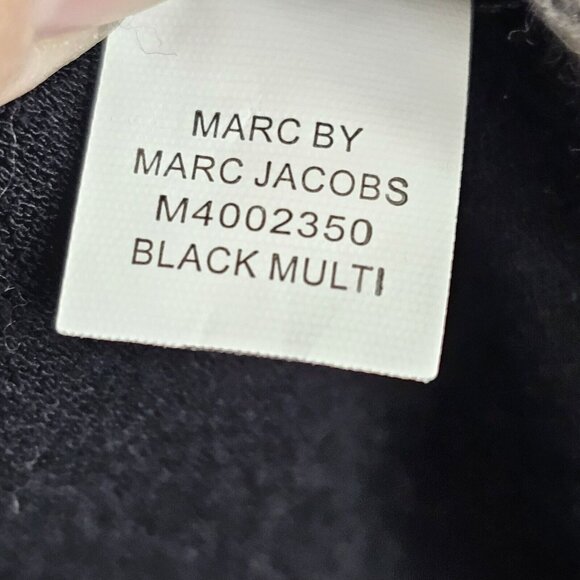 MARC BY
MARC JACOBS
M4002350
BLACK MULTI